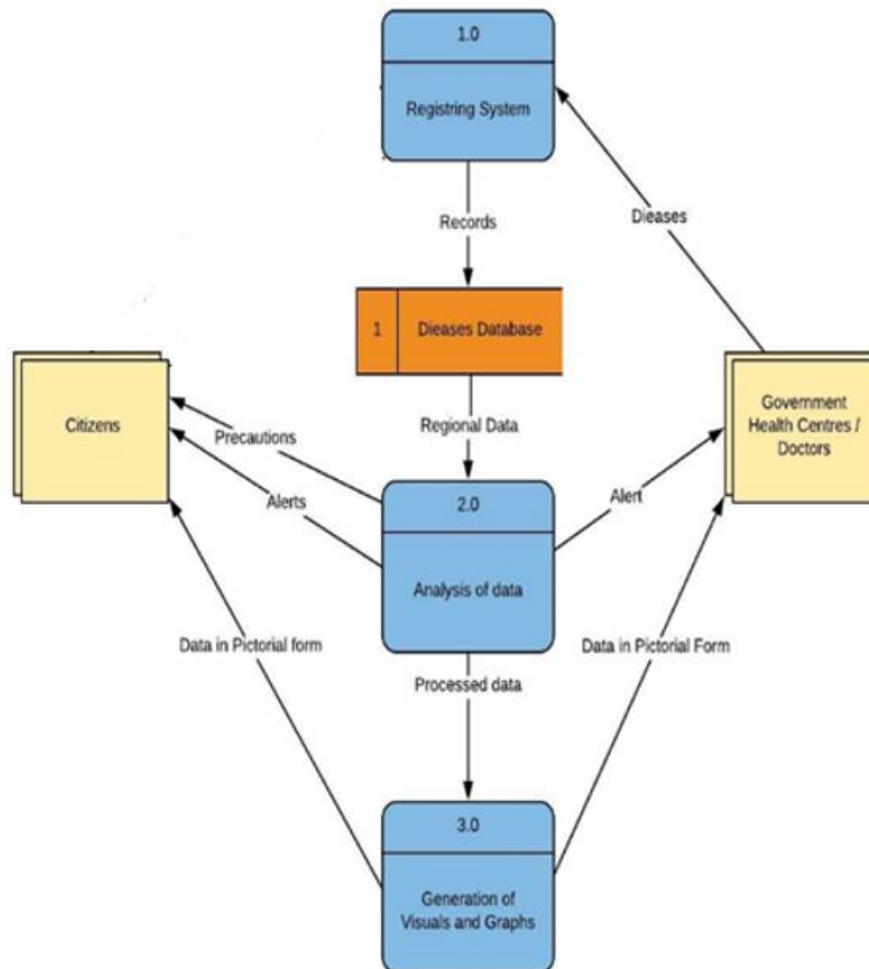 1.0
Registring System
Records
Dieases
1
Dieases Database
Citizens
Government
Health Centres /
Doctors
Regional Data
Precautions
Alerts
Alert
2.0
Analysis of data
Data in Pictorial form
Data in Pictorial Form
Processed data
3.0
Generation of
Visuals and Graphs